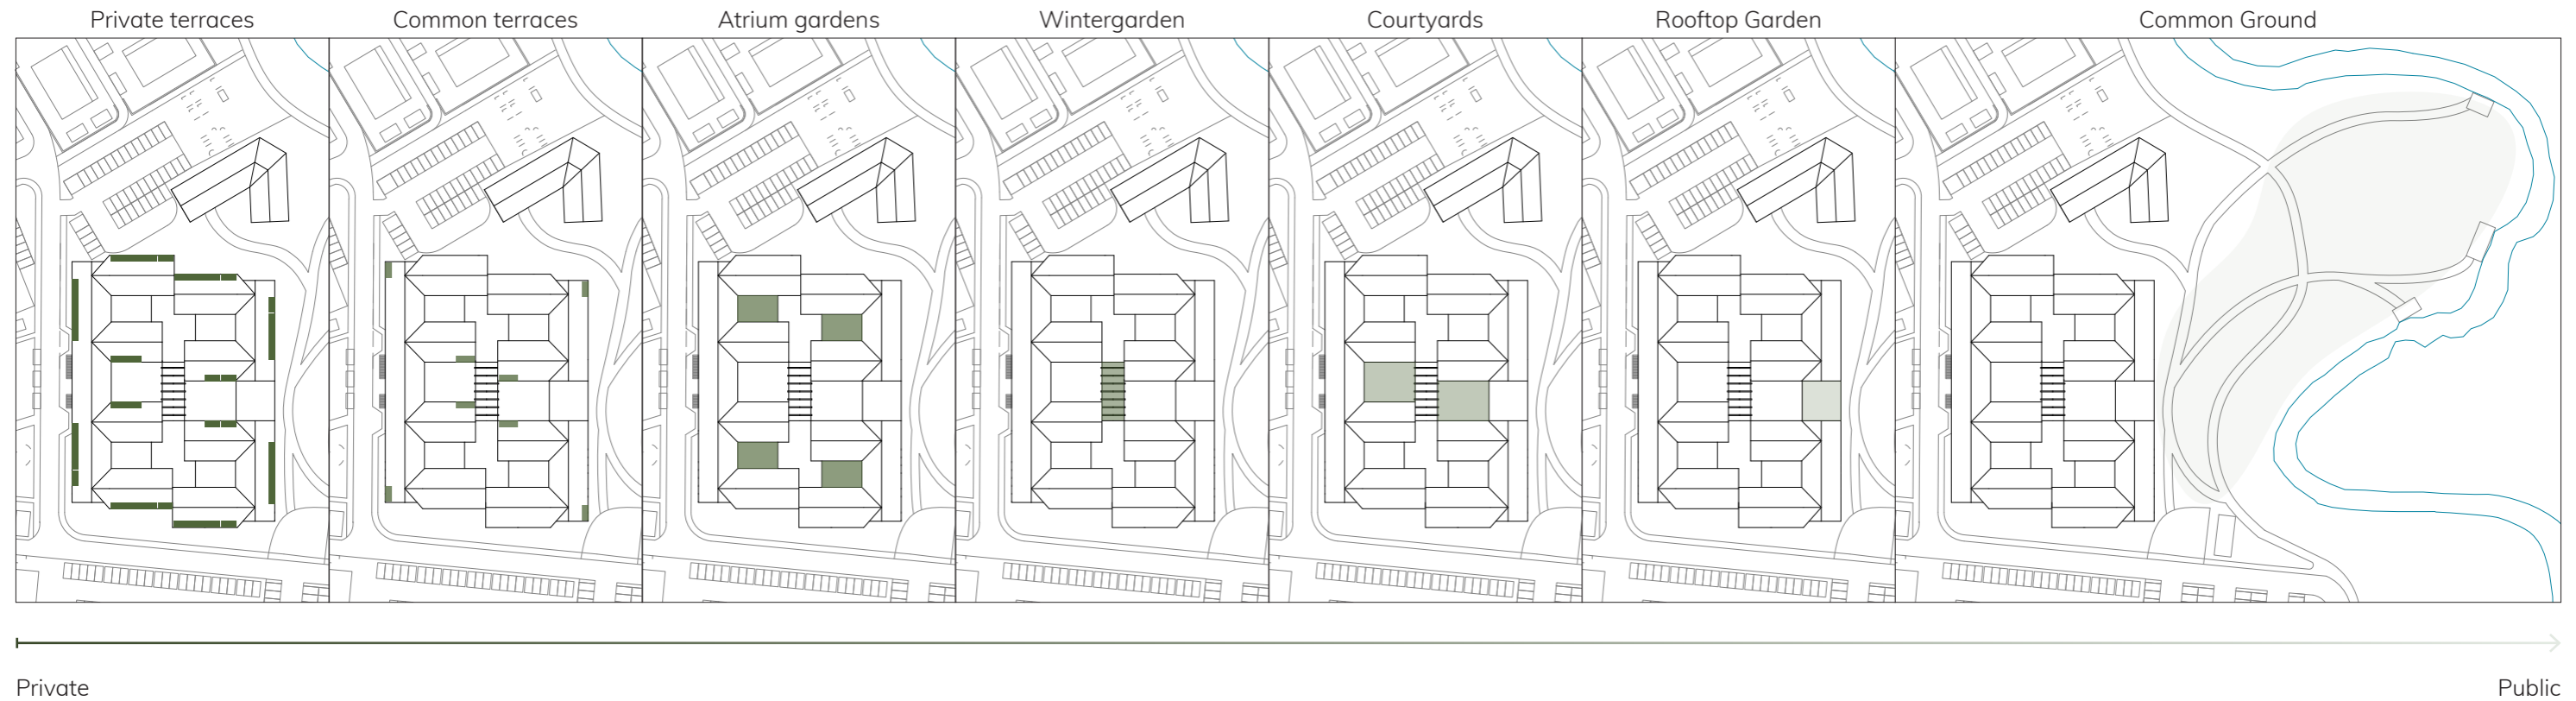 Private terraces
Common terraces
Atrium gardens
Wintergarden
Courtyards
Rooftop Garden
Common Ground
Private
Public